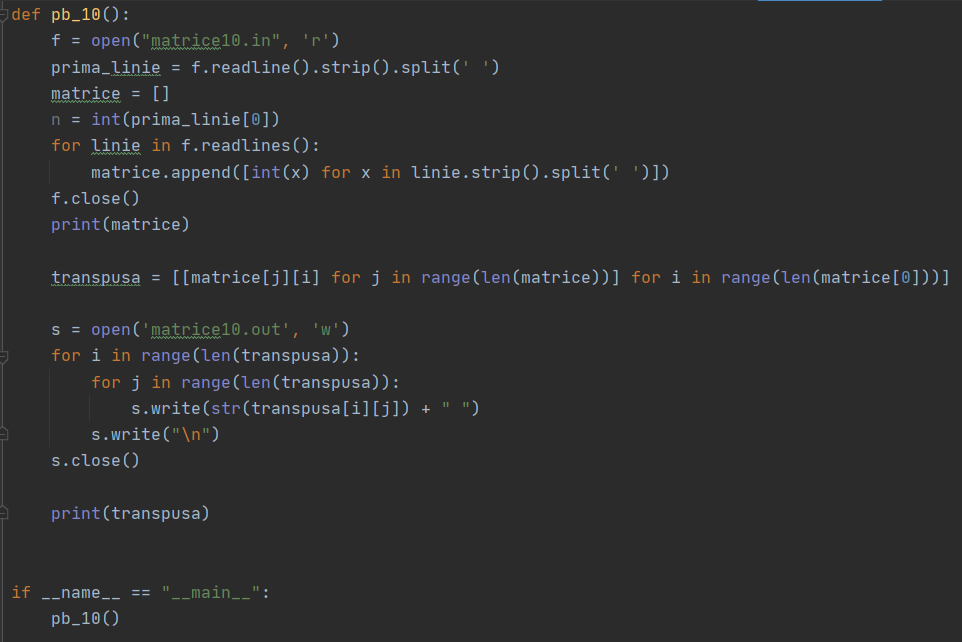 def pb_10():
    f = open("matrice10.in", 'r')
    prima_linie = f.readline().strip().split(' ')
    matrice = []
    n = int(prima_linie[0])
    for linie in f.readlines():
        matrice.append([int(x) for x in linie.strip().split(' ')])
    f.close()
    print(matrice)

    transpusa = [[matrice[j][i] for j in range(len(matrice))] for i in range(len(matrice[0]))]

    s = open('matrice10.out', 'w')
    for i in range(len(transpusa)):
        for j in range(len(transpusa)):
            s.write(str(transpusa[i][j]) + " ")
        s.write("\n")
    s.close()

    print(transpusa)


if __name__ == "__main__":
    pb_10()